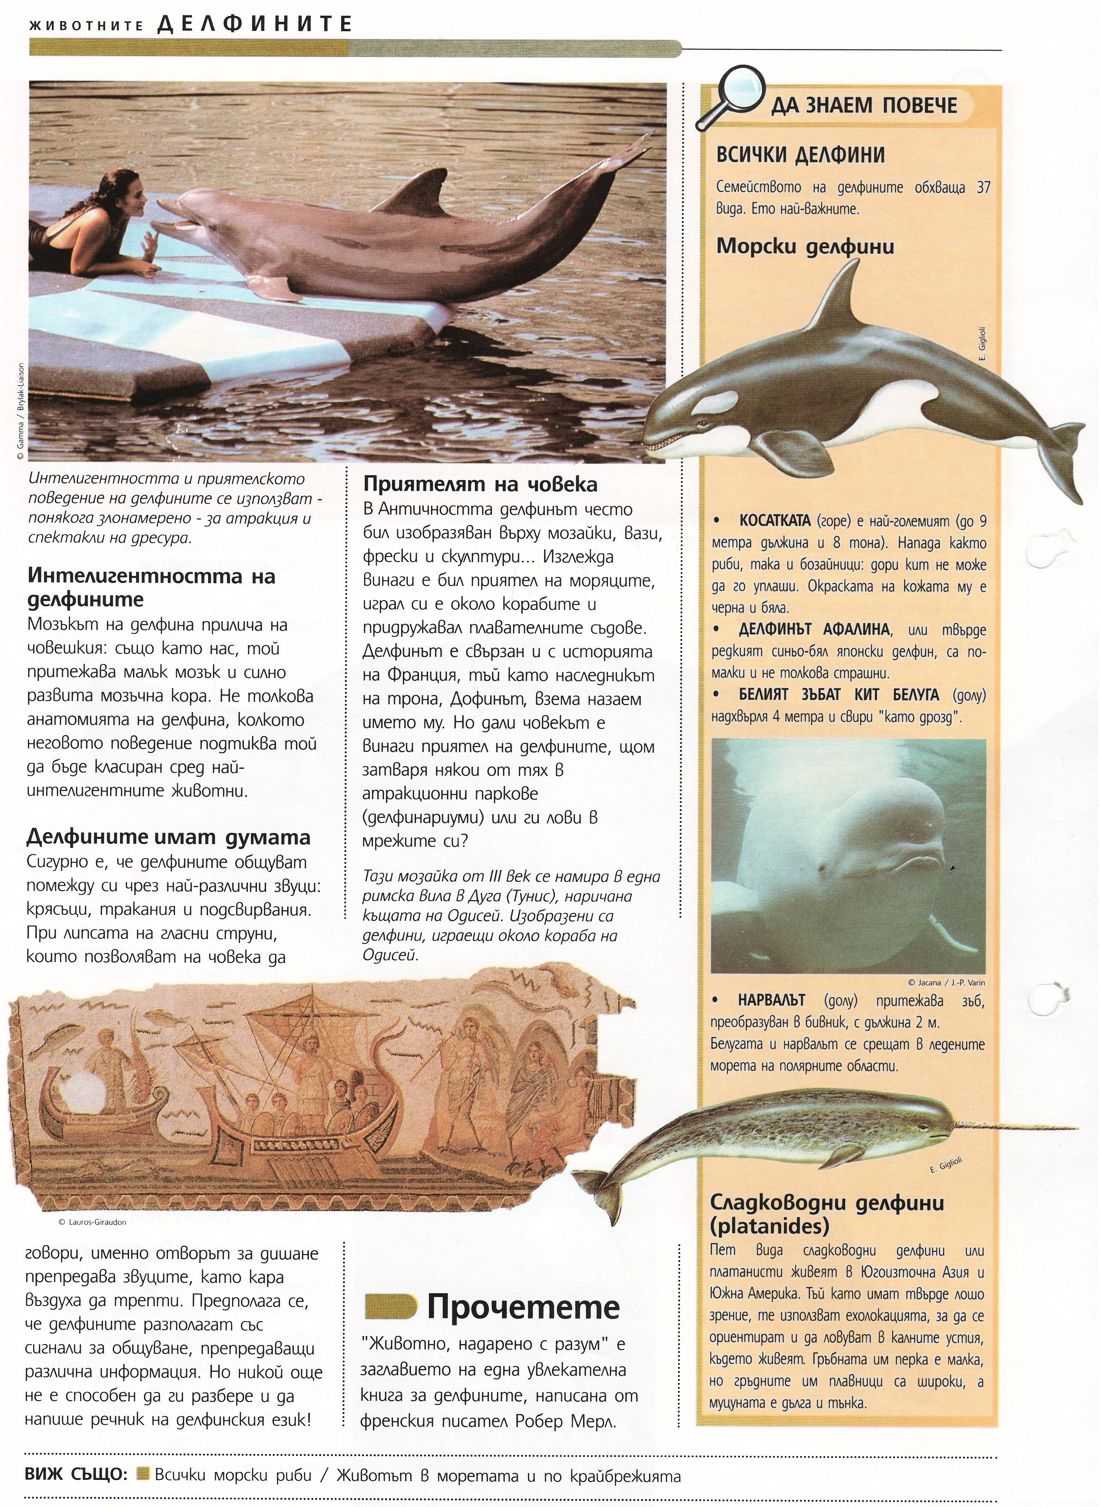 ЖИВОТНИТЕ ДЕЛФИНИТЕ
© Gamma / Brylak-Liaison
Интелигентността и приятелското
поведение на делфините се използват -
понякога злонамерено - за атракция и
спектакли на дресура.
Интелигентността на
делфините
Мозъкът на делфина прилича на
човешкия: също като нас, той
притежава малък мозък и силно
развита мозъчна кора. Не толкова
анатомията на делфина, колкото
неговото поведение подтиква той
да бъде класиран сред най-
интелигентните животни.
Делфините имат думата
Сигурно е, че делфините общуват
помежду си чрез най-различни звуци:
крясъци, тракания и подсвирвания.
При липсата на гласни струни,
които позволяват на човека да
© Lauros-Giraudon
говори, именно отворът за дишане
препредава звуците, като кара
въздуха да трепти. Предполага се,
че делфините разполагат със
сигнали за общуване, препредаващи
различна информация. Но никой още
не е способен да ги разбере и да
напише речник на делфинския език!
Приятелят на човека
В Античността делфинът често
бил изобразяван върху мозайки, вази,
фрески и скулптури... Изглежда
винаги е бил приятел на моряците,
играл си е около корабите и
придружавал плавателните съдове.
Делфинът е свързан и с историята
на Франция, тъй като наследникът
на трона, Дофинът, взема назаем
името му. Но дали човекът е
винаги приятел на делфините, щом
затваря някои от тях в
атракционни паркове
(делфинариуми) или ги лови в
мрежите си?
Тази мозайка от III век се намира в една
римска вила в Дуга (Тунис), наричана
къщата на Одисей. Изобразени са
делфини, играещи около кораба на
Одисей.
Прочетете
"Животно, надарено с разум" е
заглавието на една увлекателна
книга за делфините, написана от
френския писател Робер Мерл.
ДА ЗНАЕМ ПОВЕЧЕ
ВСИЧКИ ДЕЛФИНИ
Семейството на делфините обхваща 37
вида. Ето най-важните.
Морски делфини
E. Giglioli
• КОСАТКАТА (горе) е най-големият (до 9
метра дължина и 8 тона). Напада както
риби, така и бозайници: дори кит не може
да го уплаши. Окраската на кожата му е
черна и бяла.
• ДЕЛФИНЪТ АФАЛИНА, или твърде
редкият синьо-бял японски делфин, са по-
малки и не толкова страшни.
• БЕЛИЯТ ЗЪБАТ КИТ БЕЛУГА (долу)
надхвърля 4 метра и свири "като дрозд".
© Jacana / J.-P. Varin
• НАРВАЛЪТ (долу) притежава зъб,
преобразуван в бивник, с дължина 2 м.
Белугата и нарвалът се срещат в ледените
морета на полярните области.
E. Giglioli
Сладководни делфини
(platanides)
Пет вида сладководни делфини или
платанисти живеят в Югоизточна Азия и
Южна Америка. Тъй като имат твърде лошо
зрение, те използват ехолокацията, за да се
ориентират и да ловуват в калните устия,
където живеят. Гръбната им перка е малка,
но гръдните им плавници са широки, а
муцуната е дълга и тънка.
ВИЖ СЪЩО: Всички морски риби / Животът в моретата и по крайбрежията